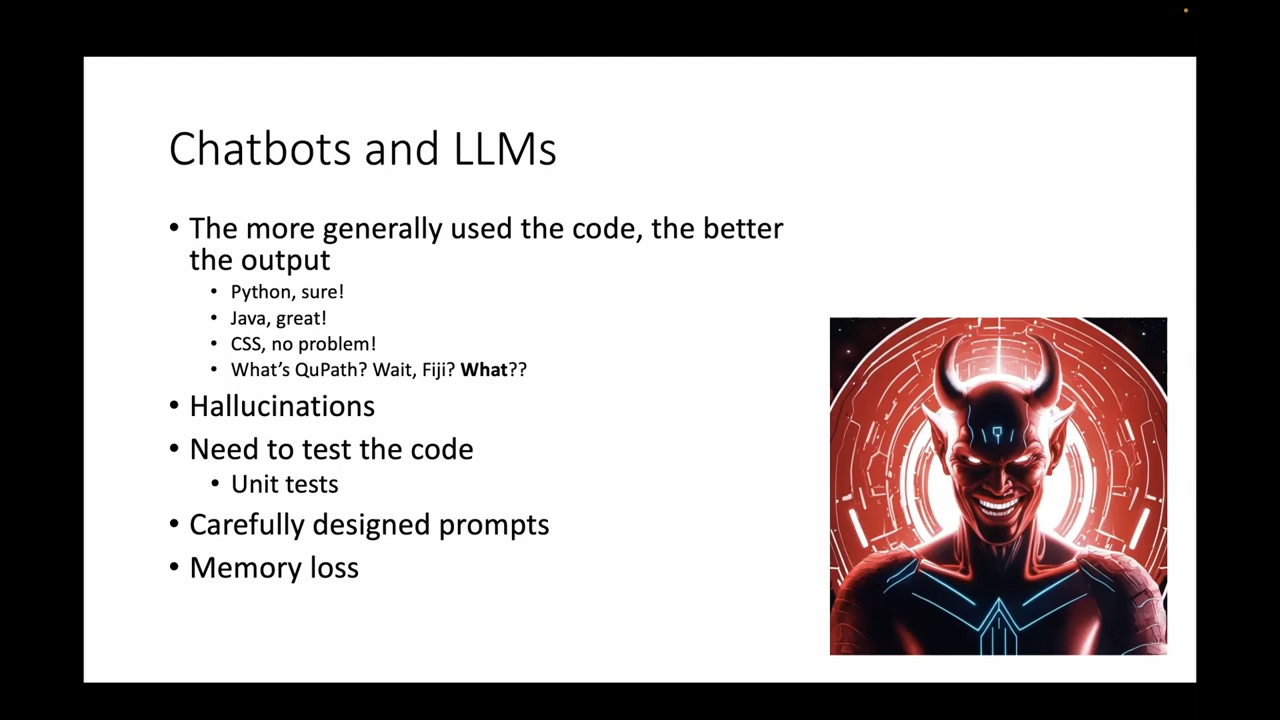 Chatbots and LLMs
• The more generally used the code, the better
the output
• Python, sure!
• Java, great!
• CSS, no problem!
• What’s QuPath? Wait, Fiji? What??
• Hallucinations
• Need to test the code
• Unit tests
• Carefully designed prompts
• Memory loss